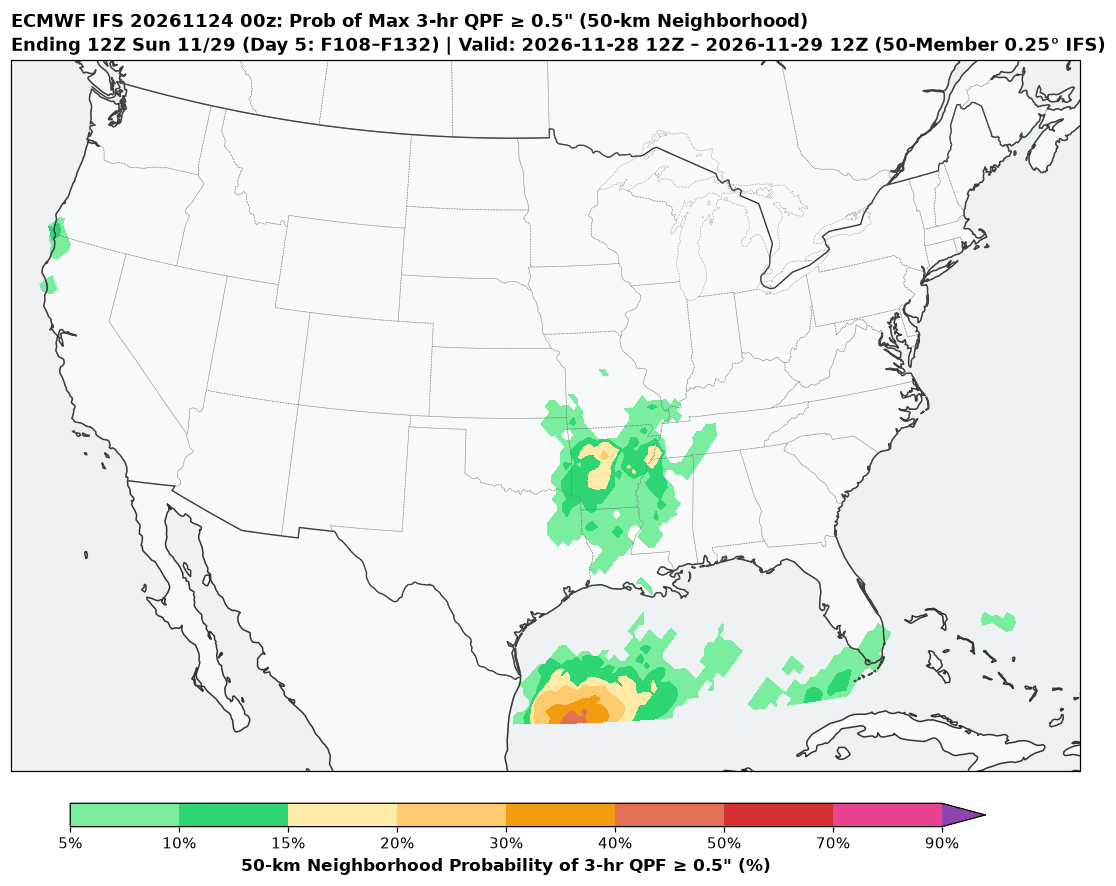 ECMWF IFS 20261124 00z: Prob of Max 3-hr QPF ≥ 0.5" (50-km Neighborhood)
Ending 12Z Sun 11/29 (Day 5: F108–F132) | Valid: 2026-11-28 12Z – 2026-11-29 12Z (50-Member 0.25° IFS)
5% 10% 15% 20% 30% 40% 50% 70% 90%
50-km Neighborhood Probability of 3-hr QPF ≥ 0.5" (%)